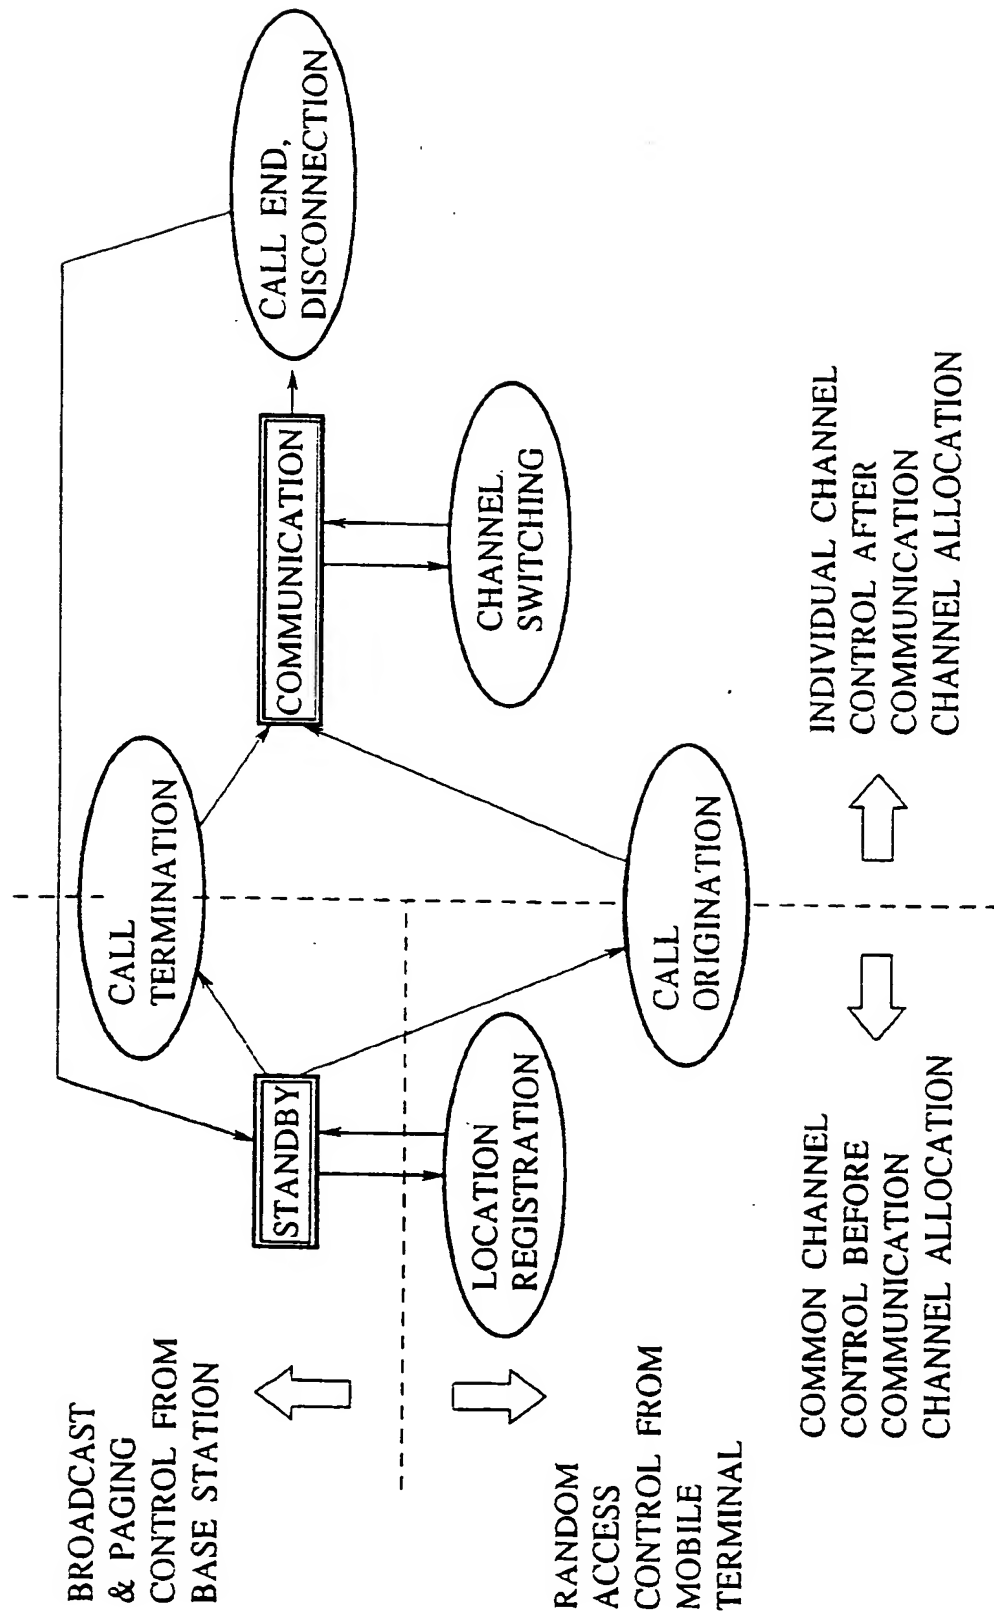 BROADCAST
& PAGING
CONTROL FROM
BASE STATION
RANDOM
ACCESS
CONTROL FROM
MOBILE
TERMINAL
STANDBY
LOCATION
REGISTRATION
CALL
TERMINATION
CALL
ORIGINATION
COMMUNICATION
CHANNEL
SWITCHING
CALL END,
DISCONNECTION
COMMON CHANNEL
CONTROL BEFORE
COMMUNICATION
CHANNEL ALLOCATION
INDIVIDUAL CHANNEL
CONTROL AFTER
COMMUNICATION
CHANNEL ALLOCATION